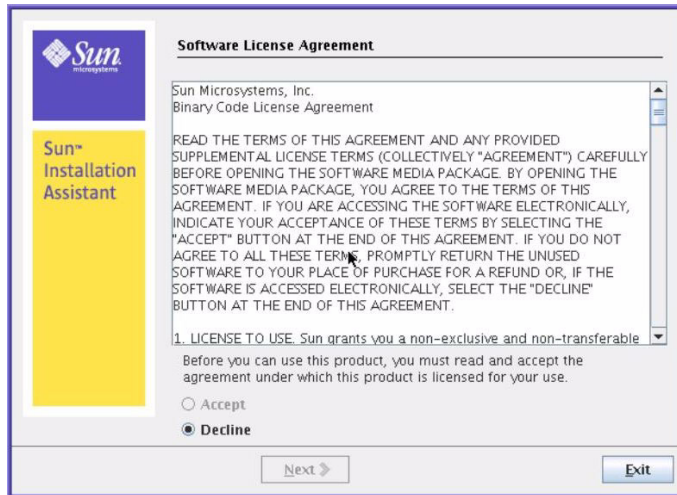 Sun
microsystems
Sun™
Installation
Assistant
Software License Agreement
Sun Microsystems, Inc.
Binary Code License Agreement
READ THE TERMS OF THIS AGREEMENT AND ANY PROVIDED
SUPPLEMENTAL LICENSE TERMS (COLLECTIVELY "AGREEMENT") CAREFULLY
BEFORE OPENING THE SOFTWARE MEDIA PACKAGE. BY OPENING THE
SOFTWARE MEDIA PACKAGE, YOU AGREE TO THE TERMS OF THIS
AGREEMENT. IF YOU ARE ACCESSING THE SOFTWARE ELECTRONICALLY,
INDICATE YOUR ACCEPTANCE OF THESE TERMS BY SELECTING THE
"ACCEPT" BUTTON AT THE END OF THIS AGREEMENT. IF YOU DO NOT
AGREE TO ALL THESE TERMS, PROMPTLY RETURN THE UNUSED
SOFTWARE TO YOUR PLACE OF PURCHASE FOR A REFUND OR, IF THE
SOFTWARE IS ACCESSED ELECTRONICALLY, SELECT THE "DECLINE"
BUTTON AT THE END OF THIS AGREEMENT.
1. LICENSE TO USE. Sun grants you a non-exclusive and non-transferable
Before you can use this product, you must read and accept the
agreement under which this product is licensed for your use.
Accept
Decline
Next
Exit